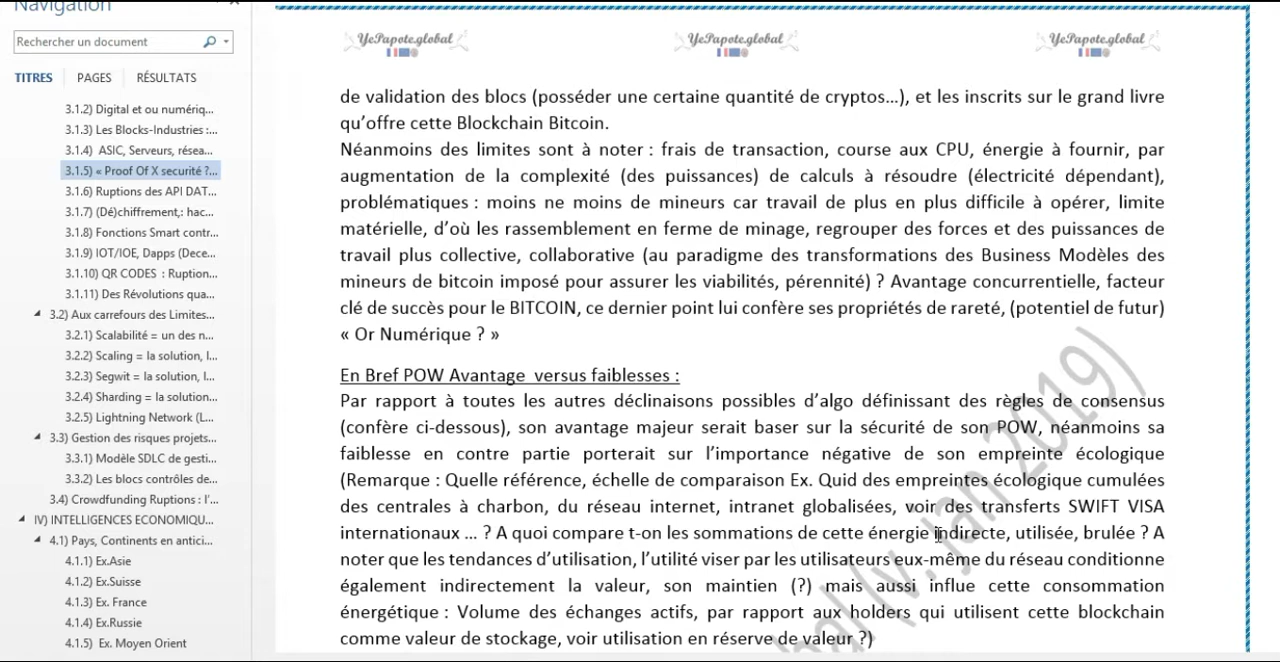 Navigation
Rechercher un document
TITRES PAGES RÉSULTATS
3.1.2) Digital et ou numériq...
3.1.3) Les Blocks-Industries :...
3.1.4) ASIC, Serveurs, résea...
3.1.5) « Proof Of X securité ?...
3.1.6) Ruptions des API DAT...
3.1.7) (Dé)chiffrement,: hac...
3.1.8) Fonctions Smart contr...
3.1.9) IOT/IOE, Dapps (Dece...
3.1.10) QR CODES : Ruption...
3.1.11) Des Révolutions qua...
3.2) Aux carrefours des Limites...
3.2.1) Scalabilité = un des n...
3.2.2) Scaling = la solution, l...
3.2.3) Segwit = la solution, l...
3.2.4) Sharding = la solution...
3.2.5) Lightning Network (L...
3.3) Gestion des risques projets...
3.3.1) Modèle SDLC de gesti...
3.3.2) Les blocs contrôles de...
3.4) Crowdfunding Ruptions : l'...
IV) INTELLIGENCES ECONOMIQU...
4.1) Pays, Continents en antici...
4.1.1) Ex.Asie
4.1.2) Ex.Suisse
4.1.3) Ex. France
4.1.4) Ex.Russie
4.1.5) Ex. Moyen Orient
YePapote.global YePapote.global YePapote.global
de validation des blocs (posséder une certaine quantité de cryptos...), et les inscrits sur le grand livre
qu'offre cette Blockchain Bitcoin.
Néanmoins des limites sont à noter : frais de transaction, course aux CPU, énergie à fournir, par
augmentation de la complexité (des puissances) de calculs à résoudre (électricité dépendant),
problématiques : moins ne moins de mineurs car travail de plus en plus difficile à opérer, limite
matérielle, d'où les rassemblement en ferme de minage, regrouper des forces et des puissances de
travail plus collective, collaborative (au paradigme des transformations des Business Modèles des
mineurs de bitcoin imposé pour assurer les viabilités, pérennité) ? Avantage concurrentielle, facteur
clé de succès pour le BITCOIN, ce dernier point lui confère ses propriétés de rareté, (potentiel de futur)
« Or Numérique ? »
En Bref POW Avantage versus faiblesses :
Par rapport à toutes les autres déclinaisons possibles d'algo définissant des règles de consensus
(confère ci-dessous), son avantage majeur serait baser sur la sécurité de son POW, néanmoins sa
faiblesse en contre partie porterait sur l'importance négative de son empreinte écologique
(Remarque : Quelle référence, échelle de comparaison Ex. Quid des empreintes écologique cumulées
des centrales à charbon, du réseau internet, intranet globalisées, voir des transferts SWIFT VISA
internationaux ... ? A quoi compare t-on les sommations de cette énergie indirecte, utilisée, brulée ? A
noter que les tendances d'utilisation, l'utilité viser par les utilisateurs eux-même du réseau conditionne
également indirectement la valeur, son maintien (?) mais aussi influe cette consommation
énergétique : Volume des échanges actifs, par rapport aux holders qui utilisent cette blockchain
comme valeur de stockage, voir utilisation en réserve de valeur ?)
bal (v. jan 2019)